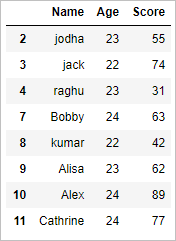 Name Age Score
2 jodha 23 55
3 jack 22 74
4 raghu 23 31
7 Bobby 24 63
8 kumar 22 42
9 Alisa 23 62
10 Alex 24 89
11 Cathrine 24 77